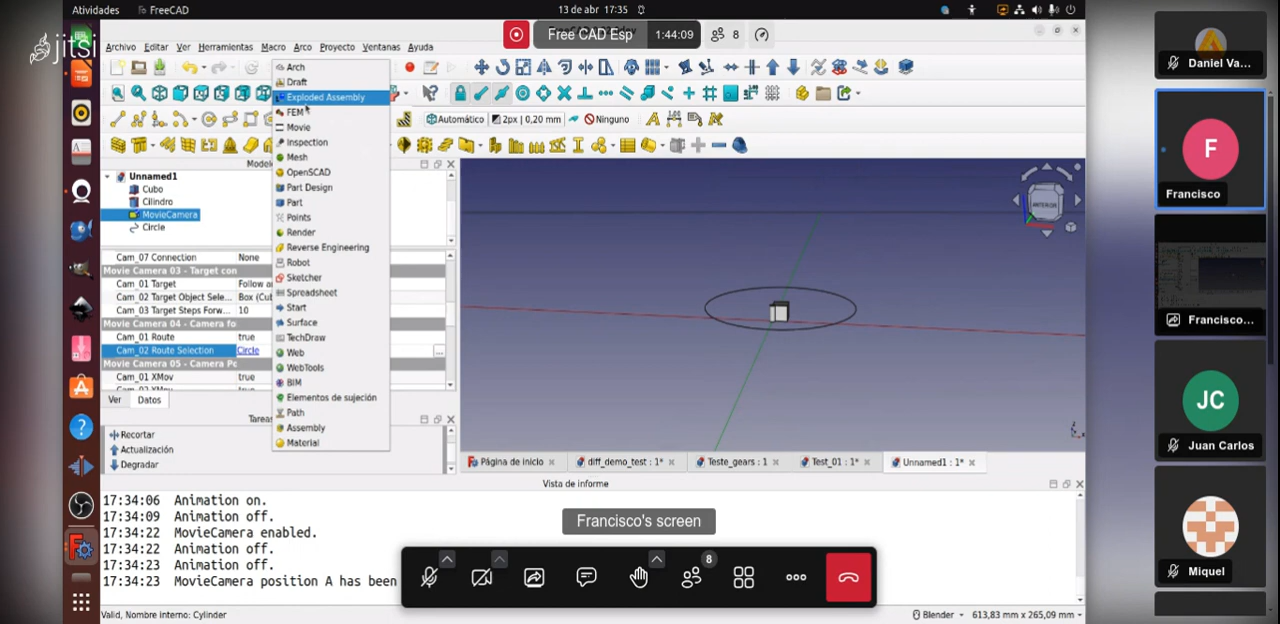 Atividades
FreeCAD
13 de abr 17:35
jitsi
Free CAD Esp
1:44:09
8
Archivo Editar Ver Herramientas Macro Arco Proyecto Ventanas Ayuda
Arch
Draft
Exploded Assembly
FEM
Movie
Inspection
Mesh
OpenSCAD
Part Design
Part
Points
Render
Reverse Engineering
Robot
Sketcher
Spreadsheet
Start
Surface
TechDraw
Web
WebTools
BIM
Elementos de sujeción
Path
Assembly
Material
Automático
2px | 0,20 mm
Ninguno
Unnamed1
Cubo
Cilindro
MovieCamera
Circle
Cam_07 Connection None
Movie Camera 03 - Target con
Cam_01 Target
Cam_02 Target Object Sele...
Box (Cu
Cam_03 Target Steps Forw... 10
Movie Camera 04 - Camera fo
Cam_01 Route true
Cam_02 Route Selection Circle
Movie Camera 05 - Camera Po
Cam_01 XMov true
Ver Datos
Recortar
Actualización
Degradar
ANTERIOR
Página de inicio
diff_demo_test : 1*
Teste_gears : 1
Test_01 : 1*
Unnamed1 : 1*
Vista de informe
17:34:06 Animation on.
17:34:09 Animation off.
17:34:22 MovieCamera enabled.
17:34:22 Animation off.
17:34:23 Animation off.
17:34:23 MovieCamera position A has been
Francisco's screen
8
Valid, Nombre interno: Cylinder
Blender
613,83 mm x 265,09 mm
Daniel Va...
F
Francisco
Francisco...
JC
Juan Carlos
Miquel